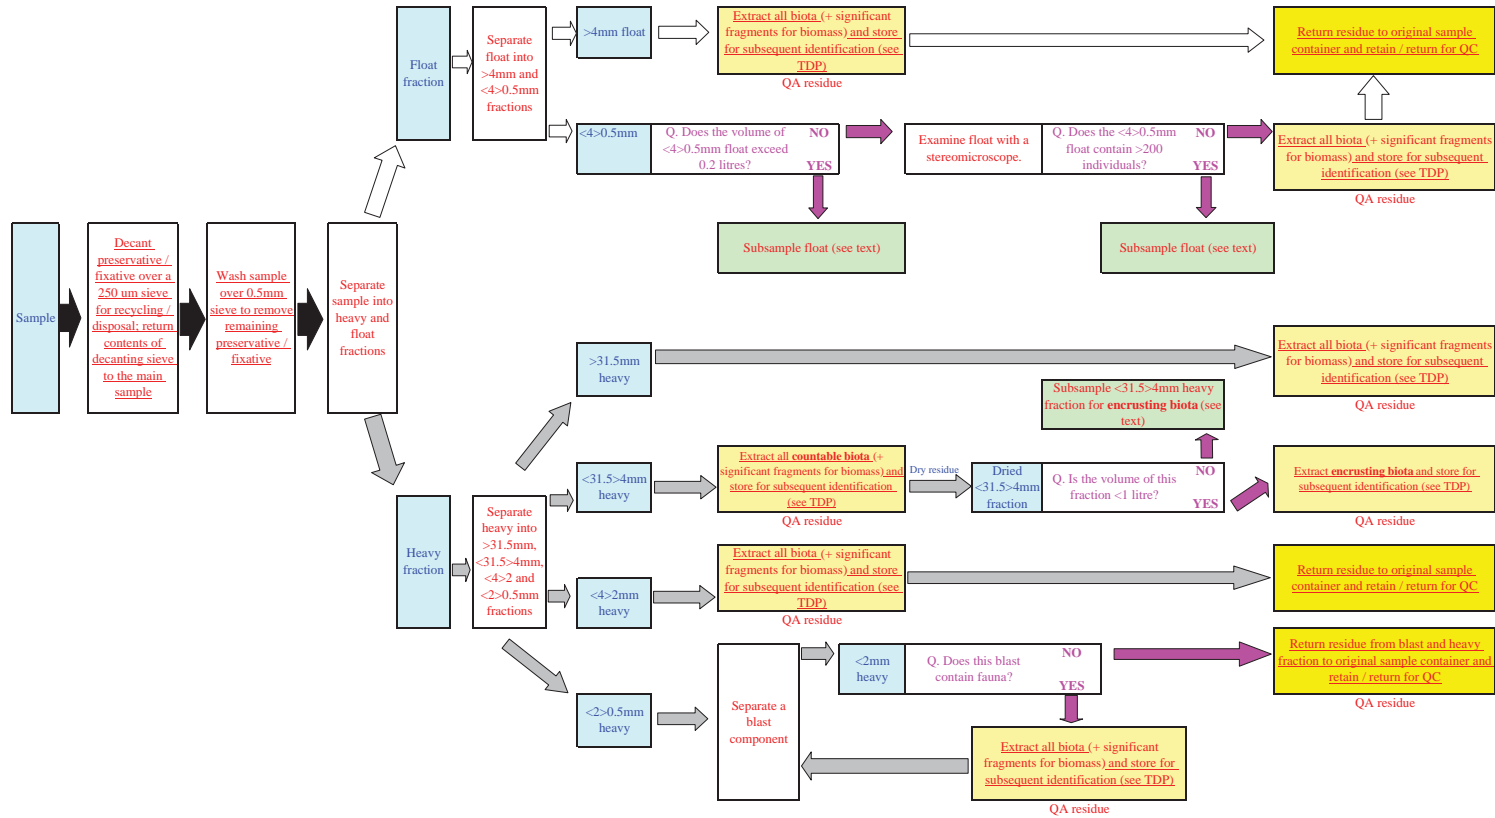 Sample
Decant
preservative /
fixative over a
250 um sieve
for recycling /
disposal; return
contents of
decanting sieve
to the main
sample
Wash sample
over 0.5mm
sieve to remove
remaining
preservative /
fixative
Separate
sample into
heavy and
float
fractions
Float
fraction
Separate
float into
>4mm and
<4>0.5mm
fractions
>4mm float
Extract all biota (+ significant
fragments for biomass) and store
for subsequent identification (see
TDP)
QA residue
Return residue to original sample
container and retain / return for QC
<4>0.5mm
Q. Does the volume of
<4>0.5mm float exceed
0.2 litres?
NO
YES
Examine float with a
stereomicroscope.
Q. Does the <4>0.5mm
float contain >200
individuals?
NO
YES
Extract all biota (+ significant fragments
for biomass) and store for subsequent
identification (see TDP)
QA residue
Subsample float (see text)
Subsample float (see text)
Heavy
fraction
Separate
heavy into
>31.5mm,
<31.5>4mm,
<4>2 and
<2>0.5mm
fractions
>31.5mm
heavy
Extract all biota (+ significant fragments
for biomass) and store for subsequent
identification (see TDP)
QA residue
Subsample <31.5>4mm heavy
fraction for encrusting biota (see
text)
<31.5>4mm
heavy
Extract all countable biota (+
significant fragments for biomass) and
store for subsequent identification
(see TDP)
QA residue
Dry residue
Dried
<31.5>4mm
fraction
Q. Is the volume of this
fraction <1 litre?
NO
YES
Extract encrusting biota and store for
subsequent identification (see TDP)
QA residue
<4>2mm
heavy
Extract all biota (+ significant
fragments for biomass) and store
for subsequent identification (see
TDP)
QA residue
Return residue to original sample
container and retain / return for QC
<2>0.5mm
heavy
Separate a
blast
component
<2mm
heavy
Q. Does this blast
contain fauna?
NO
YES
Return residue from blast and heavy
fraction to original sample container and
retain / return for QC
QA residue
Extract all biota (+ significant
fragments for biomass) and store for
subsequent identification (see TDP)
QA residue